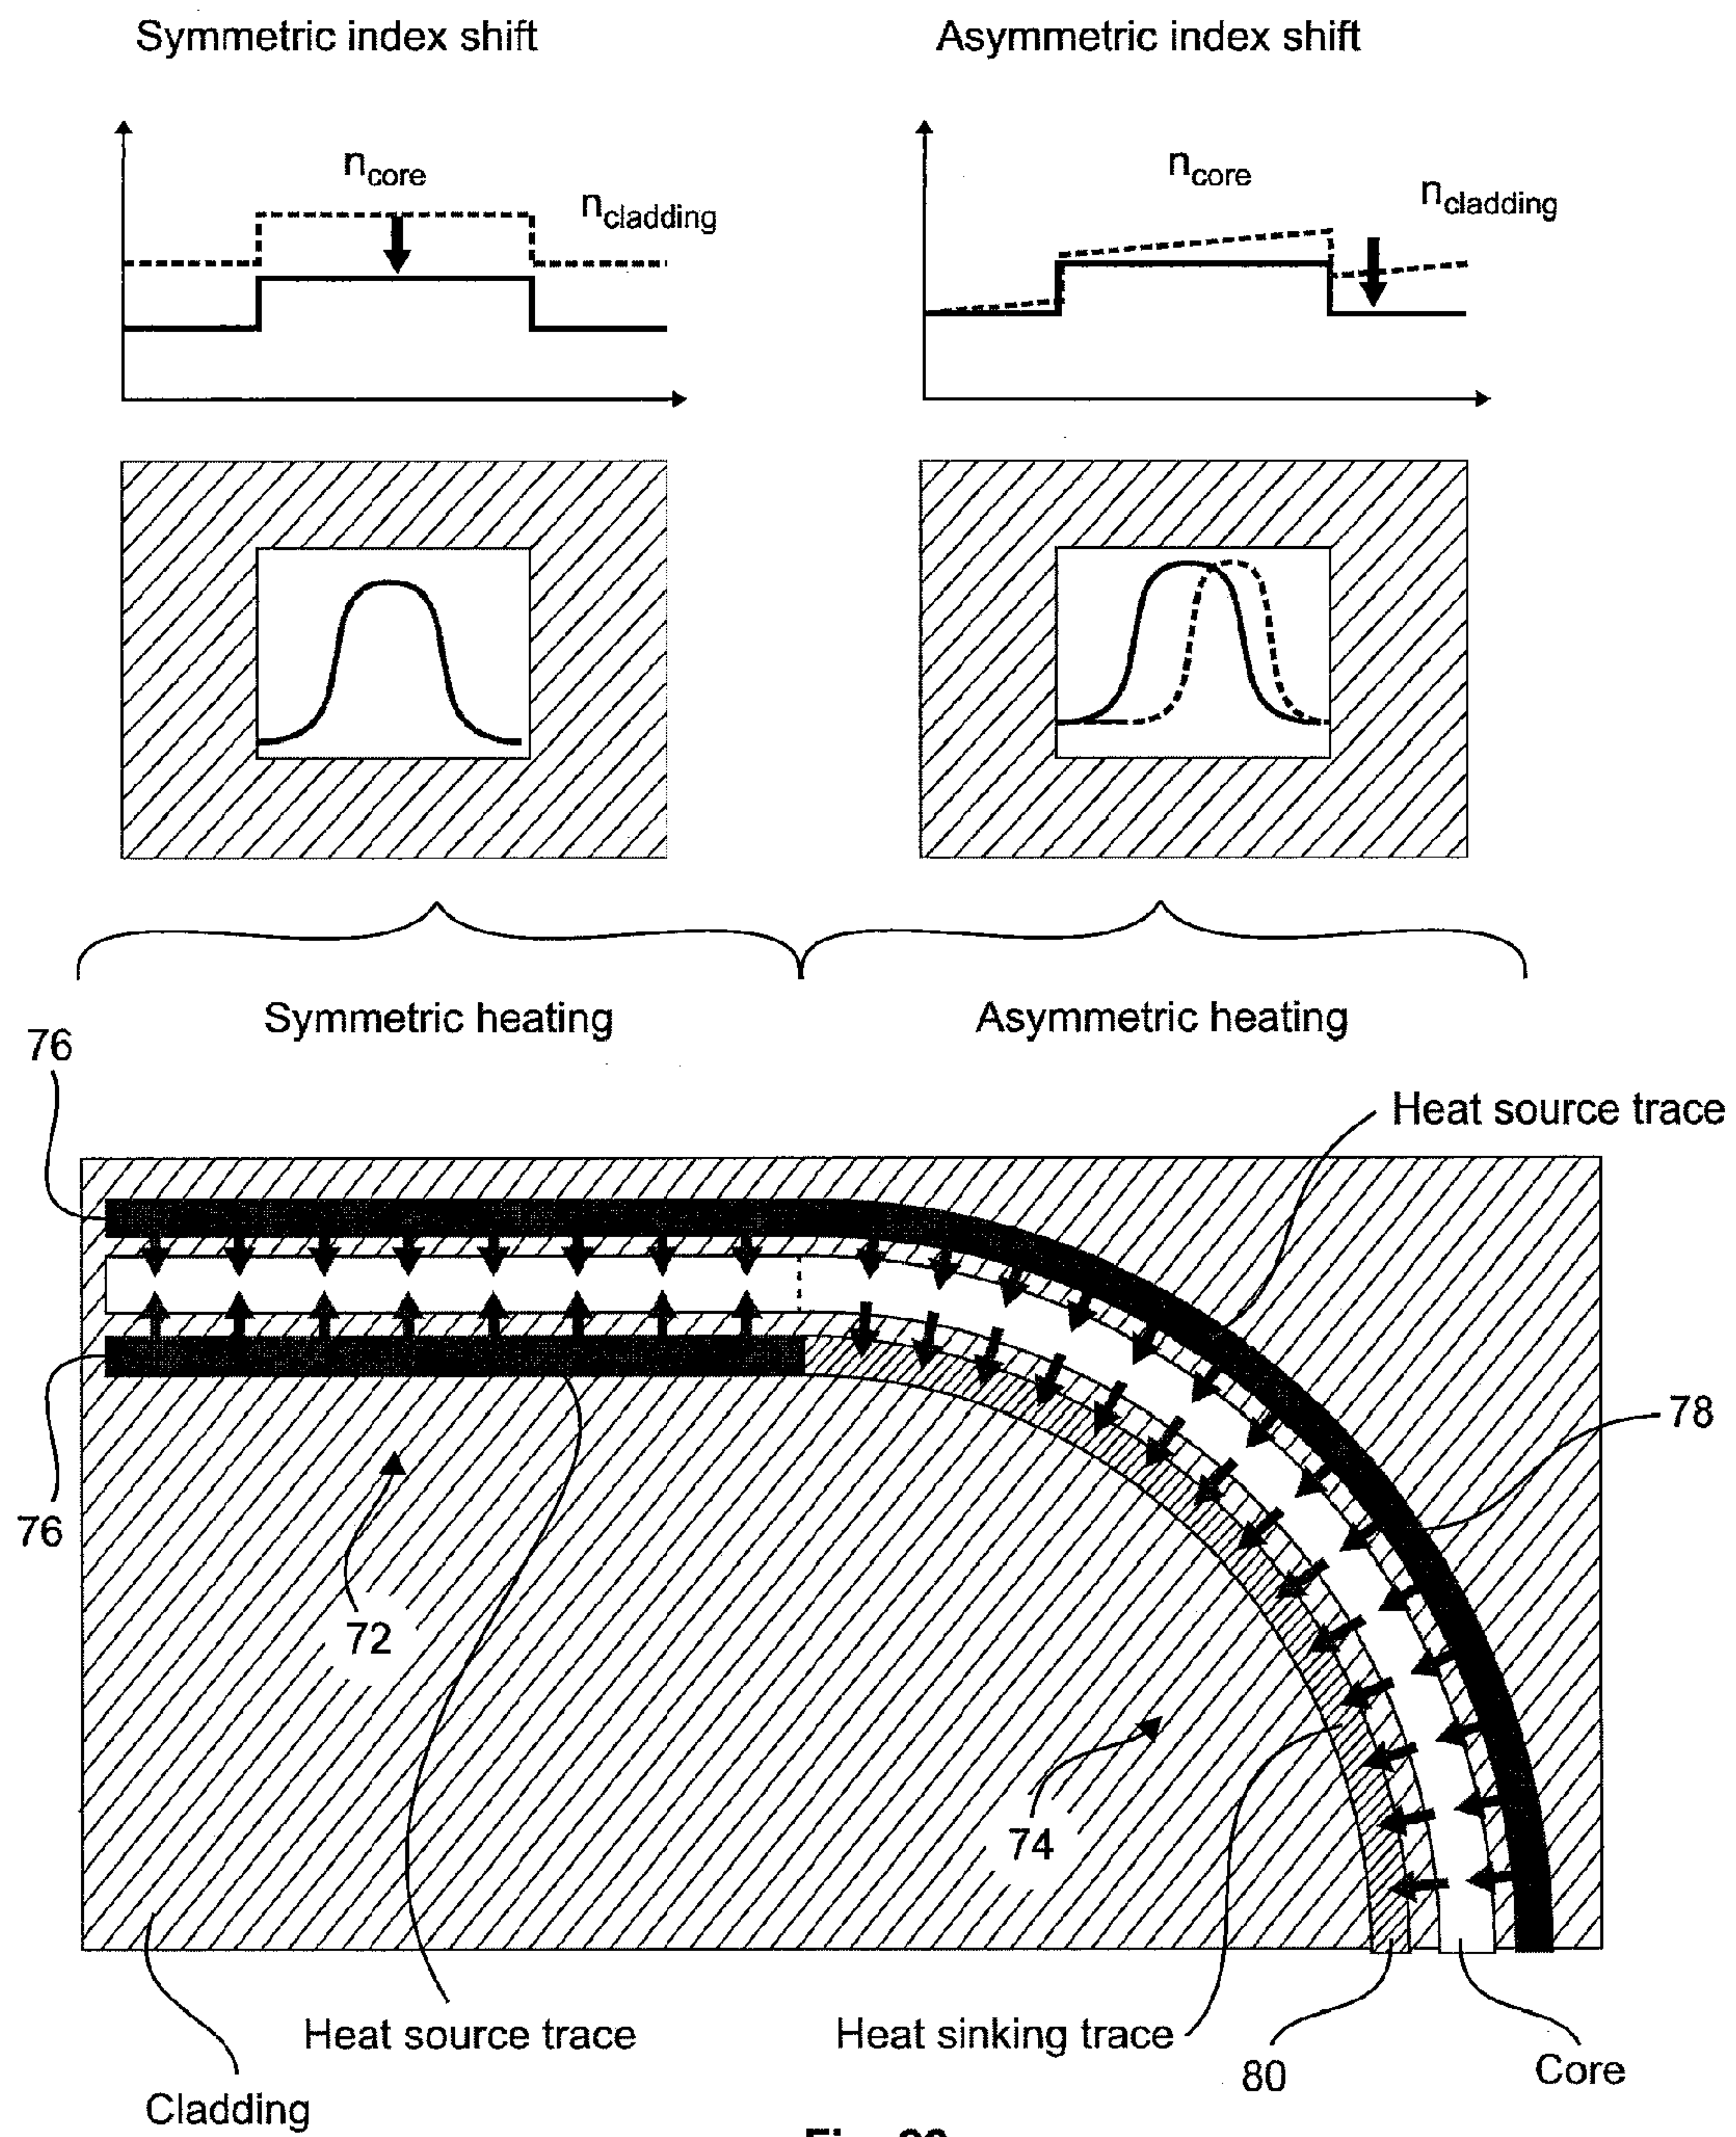 Symmetric index shift
Asymmetric index shift
n_core
n_cladding
n_core
n_cladding
Symmetric heating
Asymmetric heating
76
Heat source trace
78
76
72
74
Heat source trace
Heat sinking trace
80
Core
Cladding